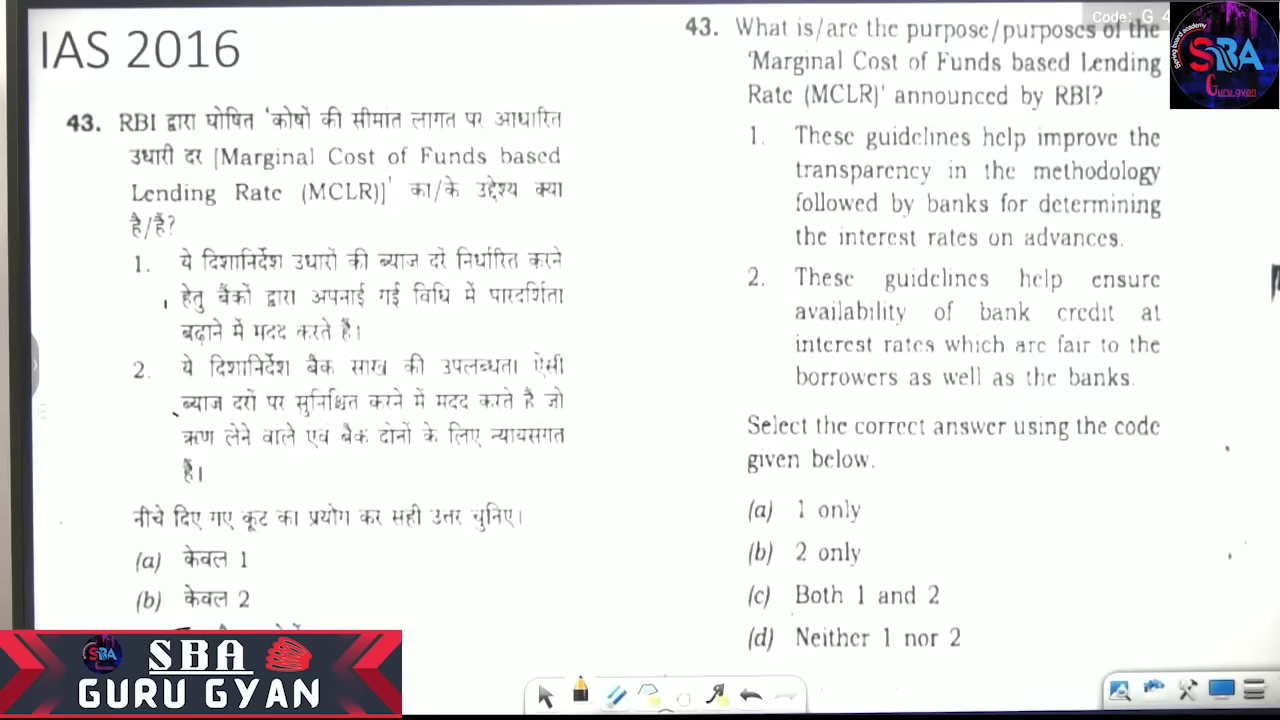 IAS 2016
43. RBI द्वारा घोषित 'कोषों की सीमांत लागत पर आधारित
उधारी दर [Marginal Cost of Funds based
Lending Rate (MCLR)]' का/के उद्देश्य क्या
है/हैं?
1. ये दिशानिर्देश उधारों की ब्याज दरें निर्धारित करने
हेतु बैंकों द्वारा अपनाई गई विधि में पारदर्शिता
बढ़ाने में मदद करते हैं।
2. ये दिशानिर्देश बैंक साख की उपलब्धता ऐसी
ब्याज दरों पर सुनिश्चित करने में मदद करते हैं जो
ऋण लेने वाले एवं बैंक दोनों के लिए न्यायसंगत
हैं।
नीचे दिए गए कूट का प्रयोग कर सही उत्तर चुनिए।
(a) केवल 1
(b) केवल 2
SBA
SBA
GURU GYAN
Code: G 4
43. What is/are the purpose/purposes of the
'Marginal Cost of Funds based Lending
Rate (MCLR)' announced by RBI?
1. These guidelines help improve the
transparency in the methodology
followed by banks for determining
the interest rates on advances.
2. These guidelines help ensure
availability of bank credit at
interest rates which are fair to the
borrowers as well as the banks.
Select the correct answer using the code
given below.
(a) 1 only
(b) 2 only
(c) Both 1 and 2
(d) Neither 1 nor 2
SBA
Guru gyan